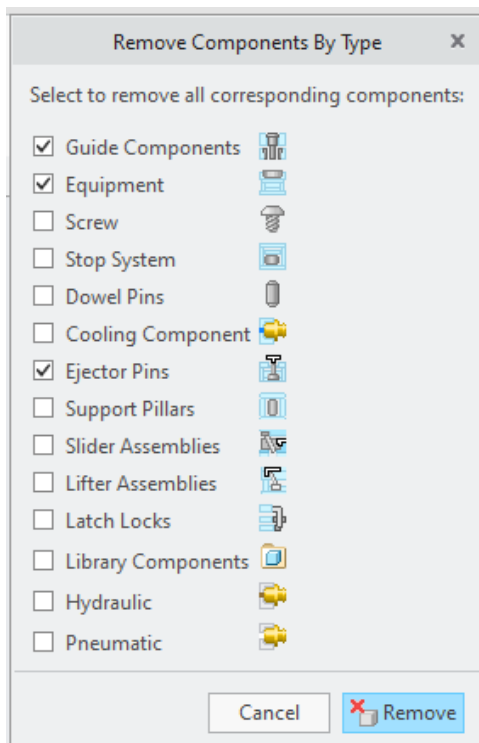 Remove Components By Type
Select to remove all corresponding components:
Guide Components
Equipment
Screw
Stop System
Dowel Pins
Cooling Component
Ejector Pins
Support Pillars
Slider Assemblies
Lifter Assemblies
Latch Locks
Library Components
Hydraulic
Pneumatic
Cancel
Remove